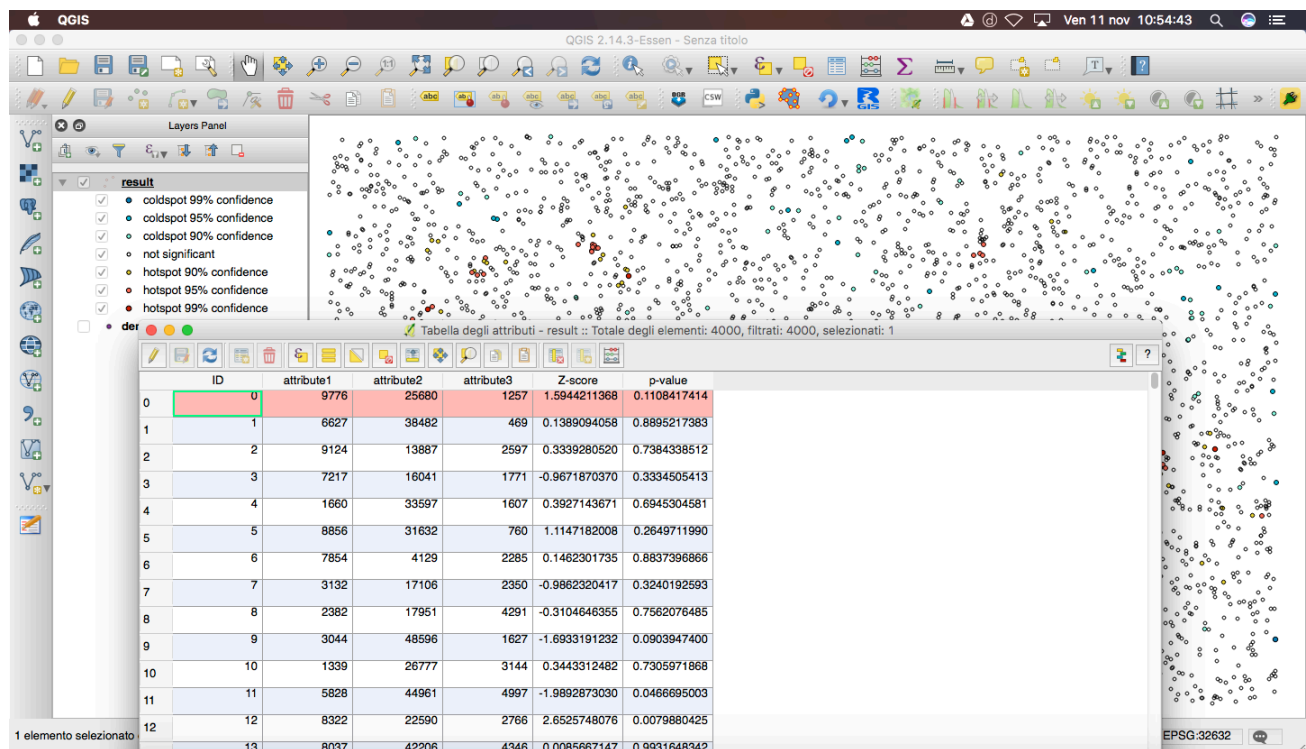 QGIS
Ven 11 nov 10:54:43
QGIS 2.14.3-Essen - Senza titolo
Layers Panel
result
coldspot 99% confidence
coldspot 95% confidence
coldspot 90% confidence
not significant
hotspot 90% confidence
hotspot 95% confidence
hotspot 99% confidence
der
Tabella degli attributi - result :: Totale degli elementi: 4000, filtrati: 4000, selezionati: 1
ID attribute1 attribute2 attribute3 Z-score p-value
0 0 9776 25680 1257 1.5944211368 0.1108417414
1 1 6627 38482 469 0.1389094058 0.8895217383
2 2 9124 13887 2597 0.3339280520 0.7384338512
3 3 7217 16041 1771 -0.9671870370 0.3334505413
4 4 1660 33597 1607 0.3927143671 0.6945304581
5 5 8856 31632 760 1.1147182008 0.2649711990
6 6 7854 4129 2285 0.1462301735 0.8837396866
7 7 3132 17106 2350 -0.9862320417 0.3240192593
8 8 2382 17951 4291 -0.3104646355 0.7562076485
9 9 3044 48596 1627 -1.6933191232 0.0903947400
10 10 1339 26777 3144 0.3443312482 0.7305971868
11 11 5828 44961 4997 -1.9892873030 0.0466695003
12 12 8322 22590 2766 2.6525748076 0.0079880425
13 8037 42206 4346 0.0085667147 0.9931648342
1 elemento selezionato
EPSG:32632